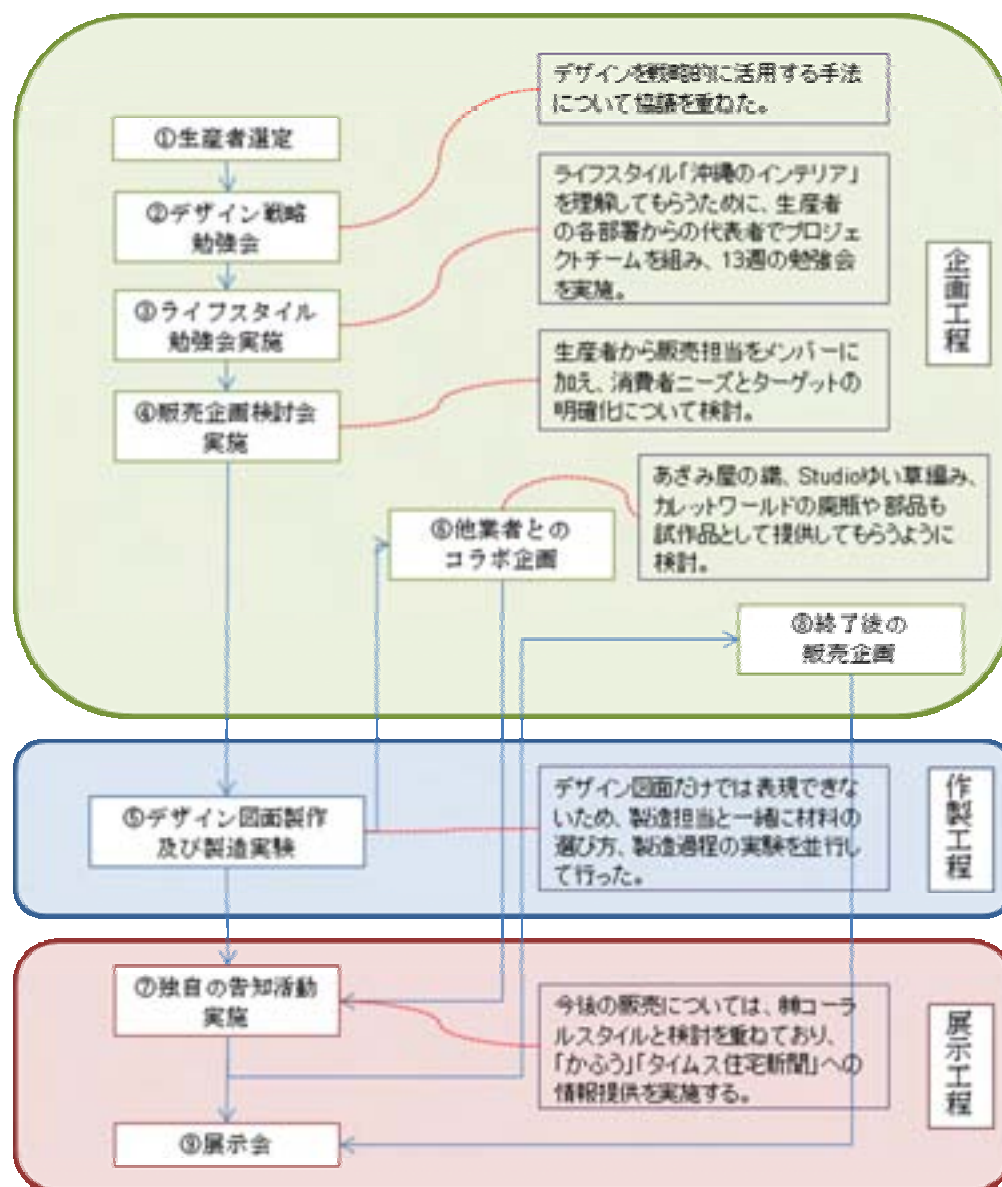 デザインを戦略的に活用する手法
について協議を重ねた。
①生産者選定
②デザイン戦略
勉強会
ライフスタイル「沖縄のインテリア」
を理解してもらうために、生産者
の各部署からの代表者でプロジェ
クトチームを組み、13週の勉強会
を実施。
③ライフスタイル
勉強会実施
生産者から販売担当をメンバーに
加え、消費者ニーズとターゲットの
明確化について検討。
④販売企画検討会
実施
企画工程
あざみ屋の織、Studioゆい草編み、
カレットワールドの廃瓶や部品も
試作品として提供してもらうように
検討。
⑥他業者との
コラボ企画
⑧終了後の
販売企画
デザイン図面だけでは表現できな
いため、製造担当と一緒に材料の
選び方、製造過程の実験を並行し
て行った。
⑤デザイン図面製作
及び製造実験
作製工程
⑦独自の告知活動
実施
今後の販売については、㈱コーラ
ルスタイルと検討を重ねており、
「かふう」「タイムス住宅新聞」への
情報提供を実施する。
⑨展示会
展示工程